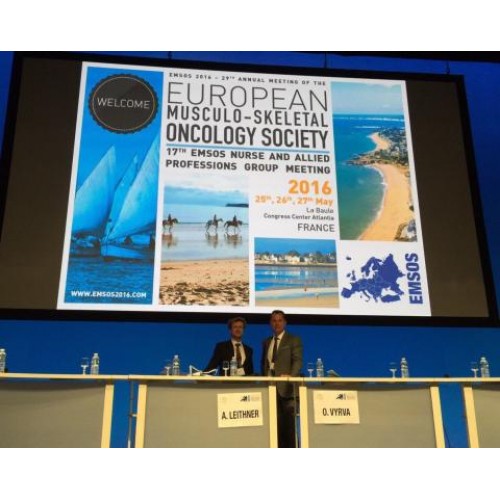 EMSOS 2016 - 29TH ANNUAL MEETING OF THE
WELCOME
EUROPEAN
MUSCULO-SKELETAL
ONCOLOGY SOCIETY
17TH EMSOS NURSE AND ALLIED
PROFESSIONS GROUP MEETING
2016
25th, 26th, 27th May
La Baule
Congress Center Atlantia
FRANCE
WWW.EMSOS2016.COM
EMSOS
A. LEITHNER
O. VYRVA